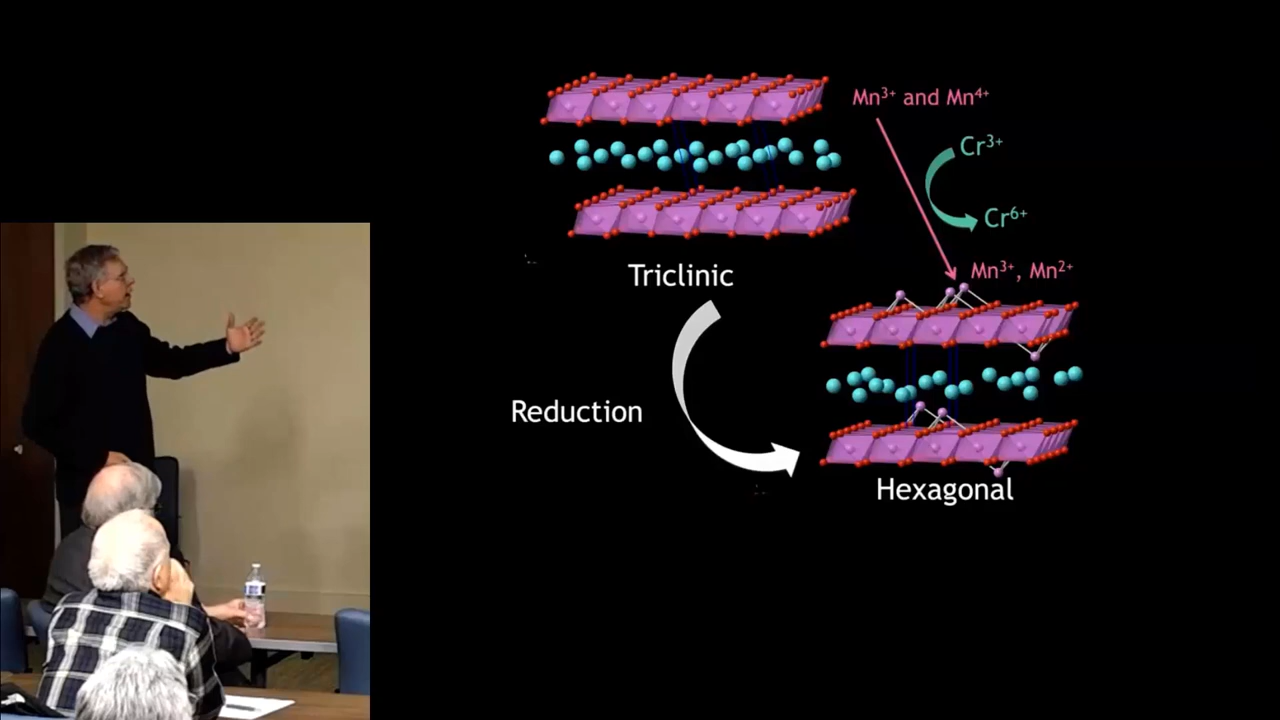 Mn³⁺ and Mn⁴⁺
Cr³⁺
Cr⁶⁺
Mn³⁺, Mn²⁺
Triclinic
Reduction
Hexagonal